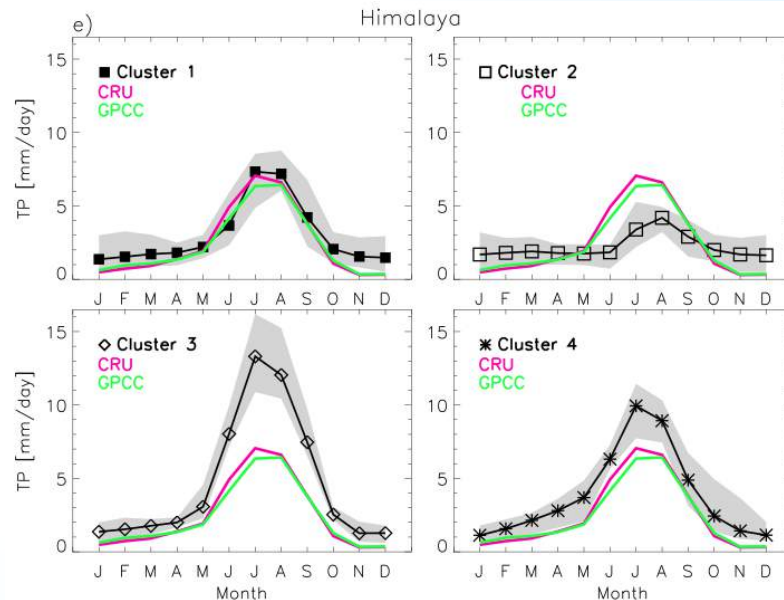 Himalaya
e)
15
10
5
0
TP [mm/day]
Cluster 1
CRU
GPCC
J F M A M J J A S O N D
15
10
5
0
Cluster 2
CRU
GPCC
J F M A M J J A S O N D
15
10
5
0
TP [mm/day]
Cluster 3
CRU
GPCC
J F M A M J J A S O N D
Month
15
10
5
0
Cluster 4
CRU
GPCC
J F M A M J J A S O N D
Month